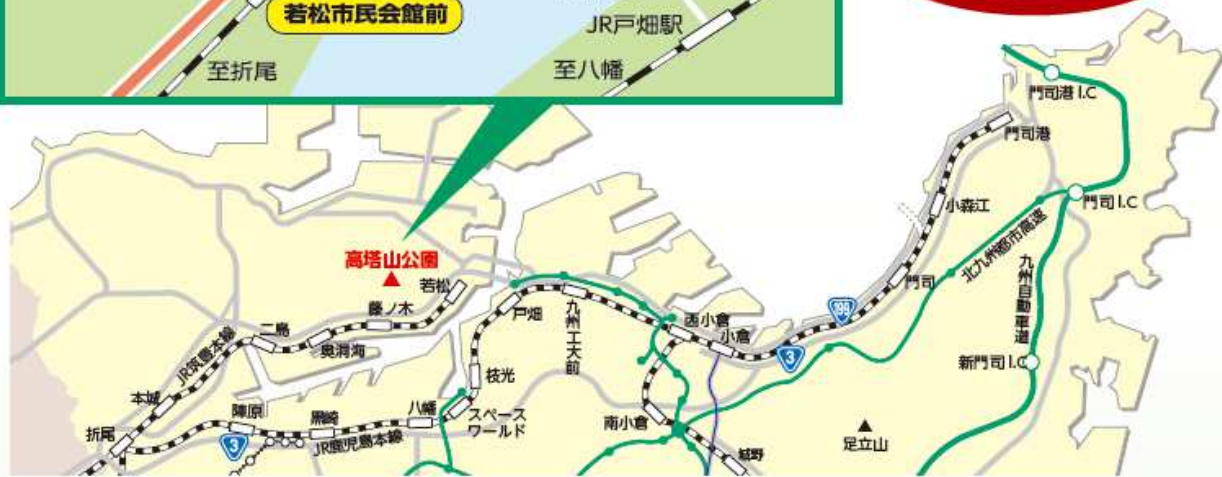 若松市民会館前
JR戸畑駅
至折尾
至八幡
門司港I.C
門司港
門司I.C
小森江
北九州都市高速
九州自動車道
高塔山公園
若松
門司
藤ノ木
戸畑
九州工大前
199
二島
奥洞海
西小倉
小倉
3
新門司I.C
JR筑豊本線
枝光
本城
八幡
スペース
ワールド
陣原
黒崎
南小倉
折尾
3
JR鹿児島本線
足立山
城野